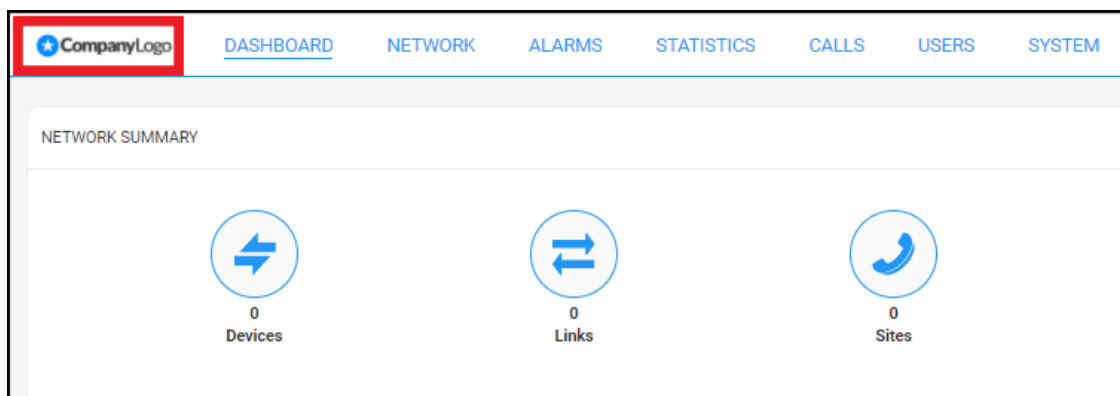 CompanyLogo DASHBOARD NETWORK ALARMS STATISTICS CALLS USERS SYSTEM
NETWORK SUMMARY
0 0 0
Devices Links Sites